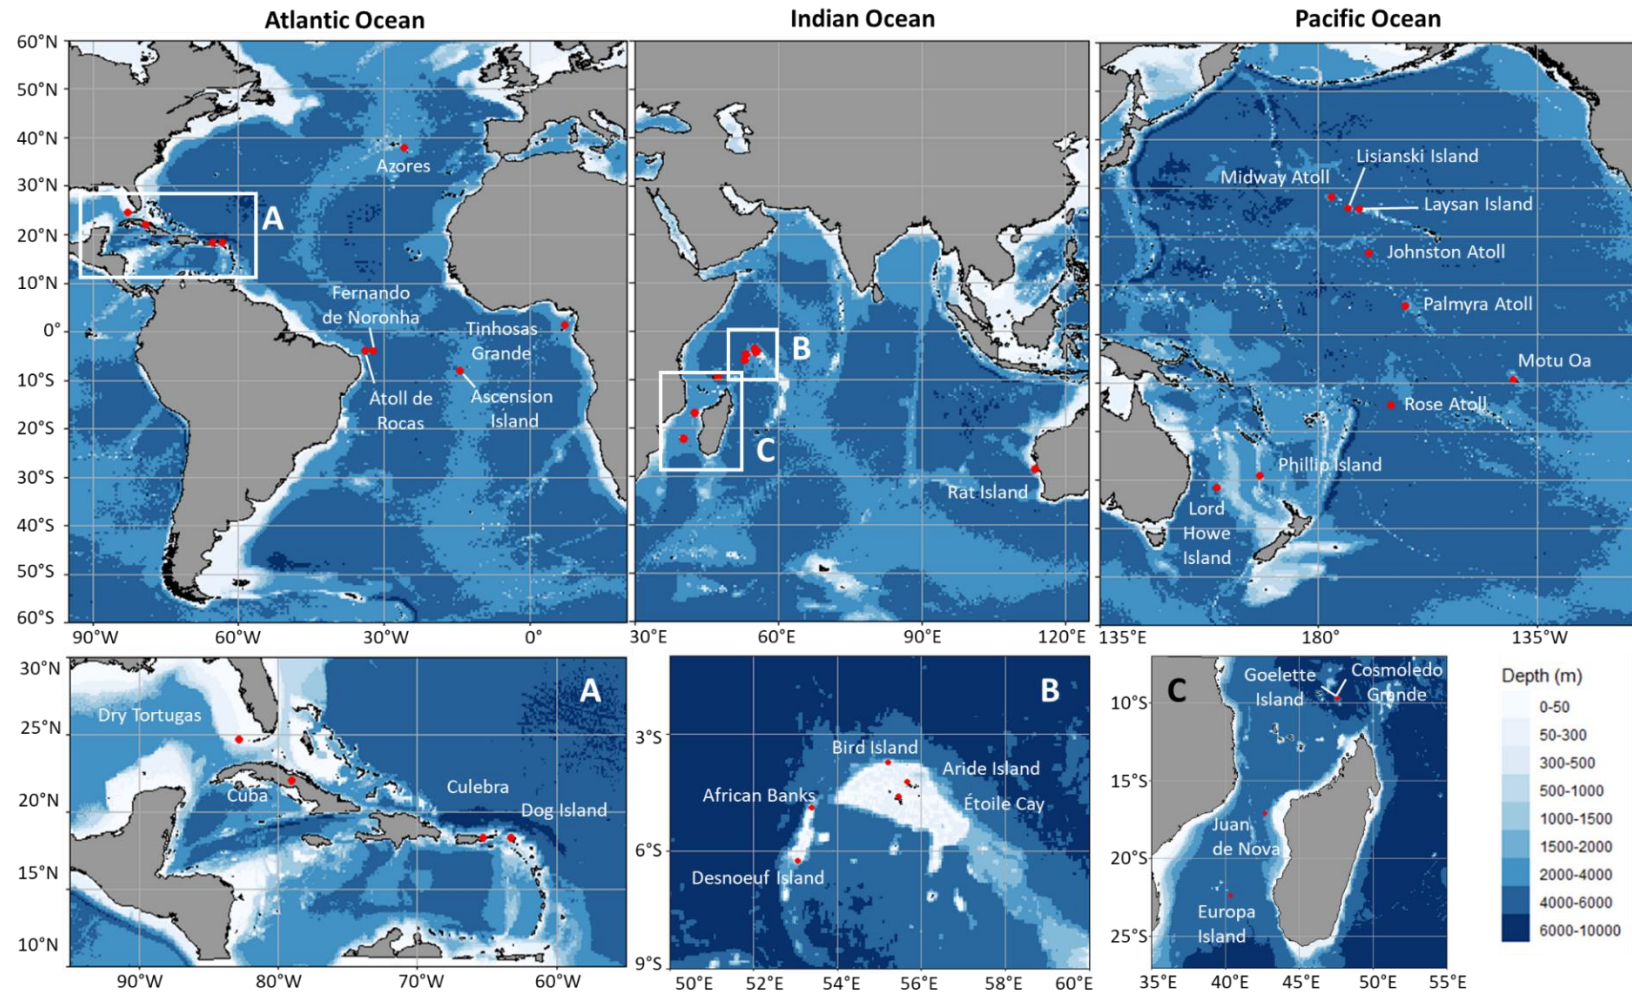 Atlantic Ocean
Indian Ocean
Pacific Ocean
60°N
50°N
40°N
30°N
20°N
10°N
0°
10°S
20°S
30°S
40°S
50°S
60°S
Azores
A
Fernando
de Noronha
Tinhosas
Grande
Atoll de
Rocas
Ascension
Island
90°W
60°W
30°W
0°
B
C
Rat Island
30°E
60°E
90°E
120°E
Lisianski Island
Midway Atoll
Laysan Island
Johnston Atoll
Palmyra Atoll
Motu Oa
Rose Atoll
Phillip Island
Lord
Howe
Island
135°E
180°
135°W
30°N
25°N
20°N
15°N
10°N
A
Dry Tortugas
Cuba
Culebra
Dog Island
90°W
80°W
70°W
60°W
3°S
6°S
9°S
B
Bird Island
Aride Island
African Banks
Étoile Cay
Desnoeuf Island
50°E
52°E
54°E
56°E
58°E
60°E
10°S
15°S
20°S
25°S
C
Goelette
Island
Cosmoledo
Grande
Juan
de Nova
Europa
Island
35°E
40°E
45°E
50°E
55°E
Depth (m)
0-50
50-300
300-500
500-1000
1000-1500
1500-2000
2000-4000
4000-6000
6000-10000